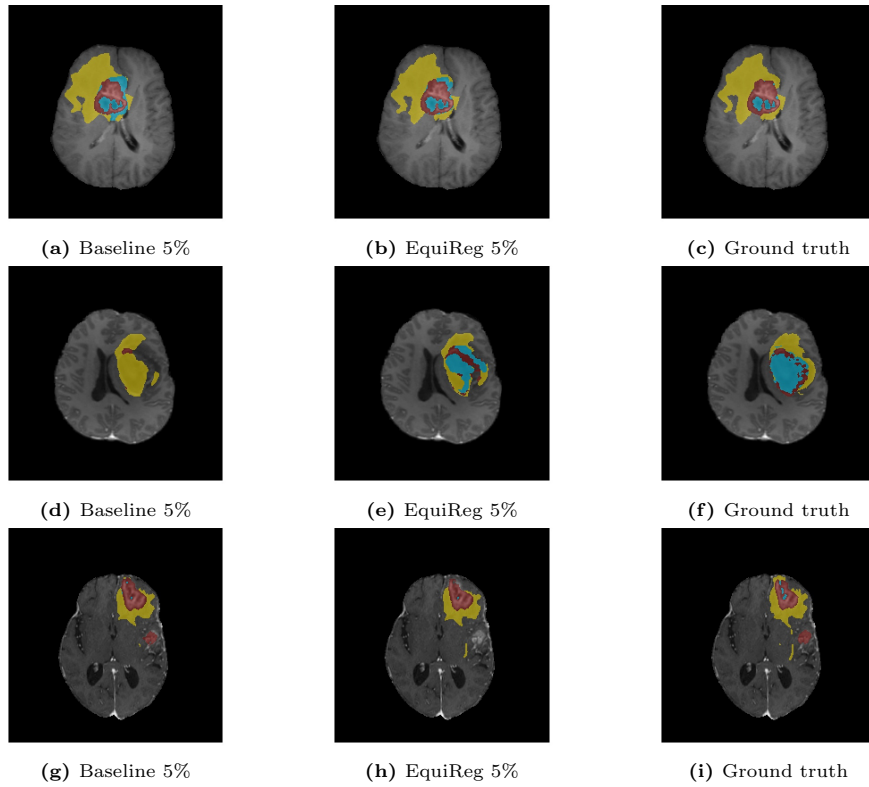 (a) Baseline 5%
(b) EquiReg 5%
(c) Ground truth
(d) Baseline 5%
(e) EquiReg 5%
(f) Ground truth
(g) Baseline 5%
(h) EquiReg 5%
(i) Ground truth